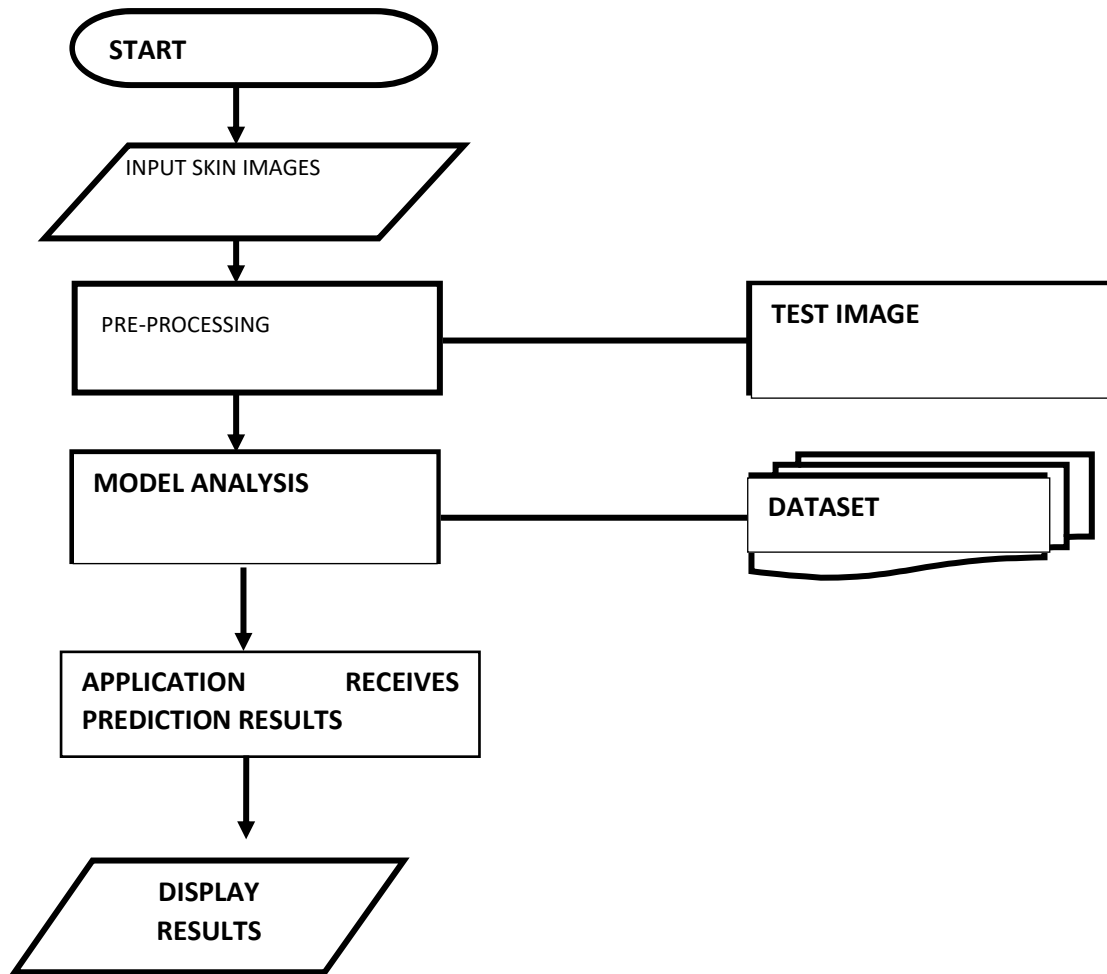 START
INPUT SKIN IMAGES
PRE-PROCESSING
TEST IMAGE
MODEL ANALYSIS
DATASET
APPLICATION RECEIVES
PREDICTION RESULTS
DISPLAY
RESULTS